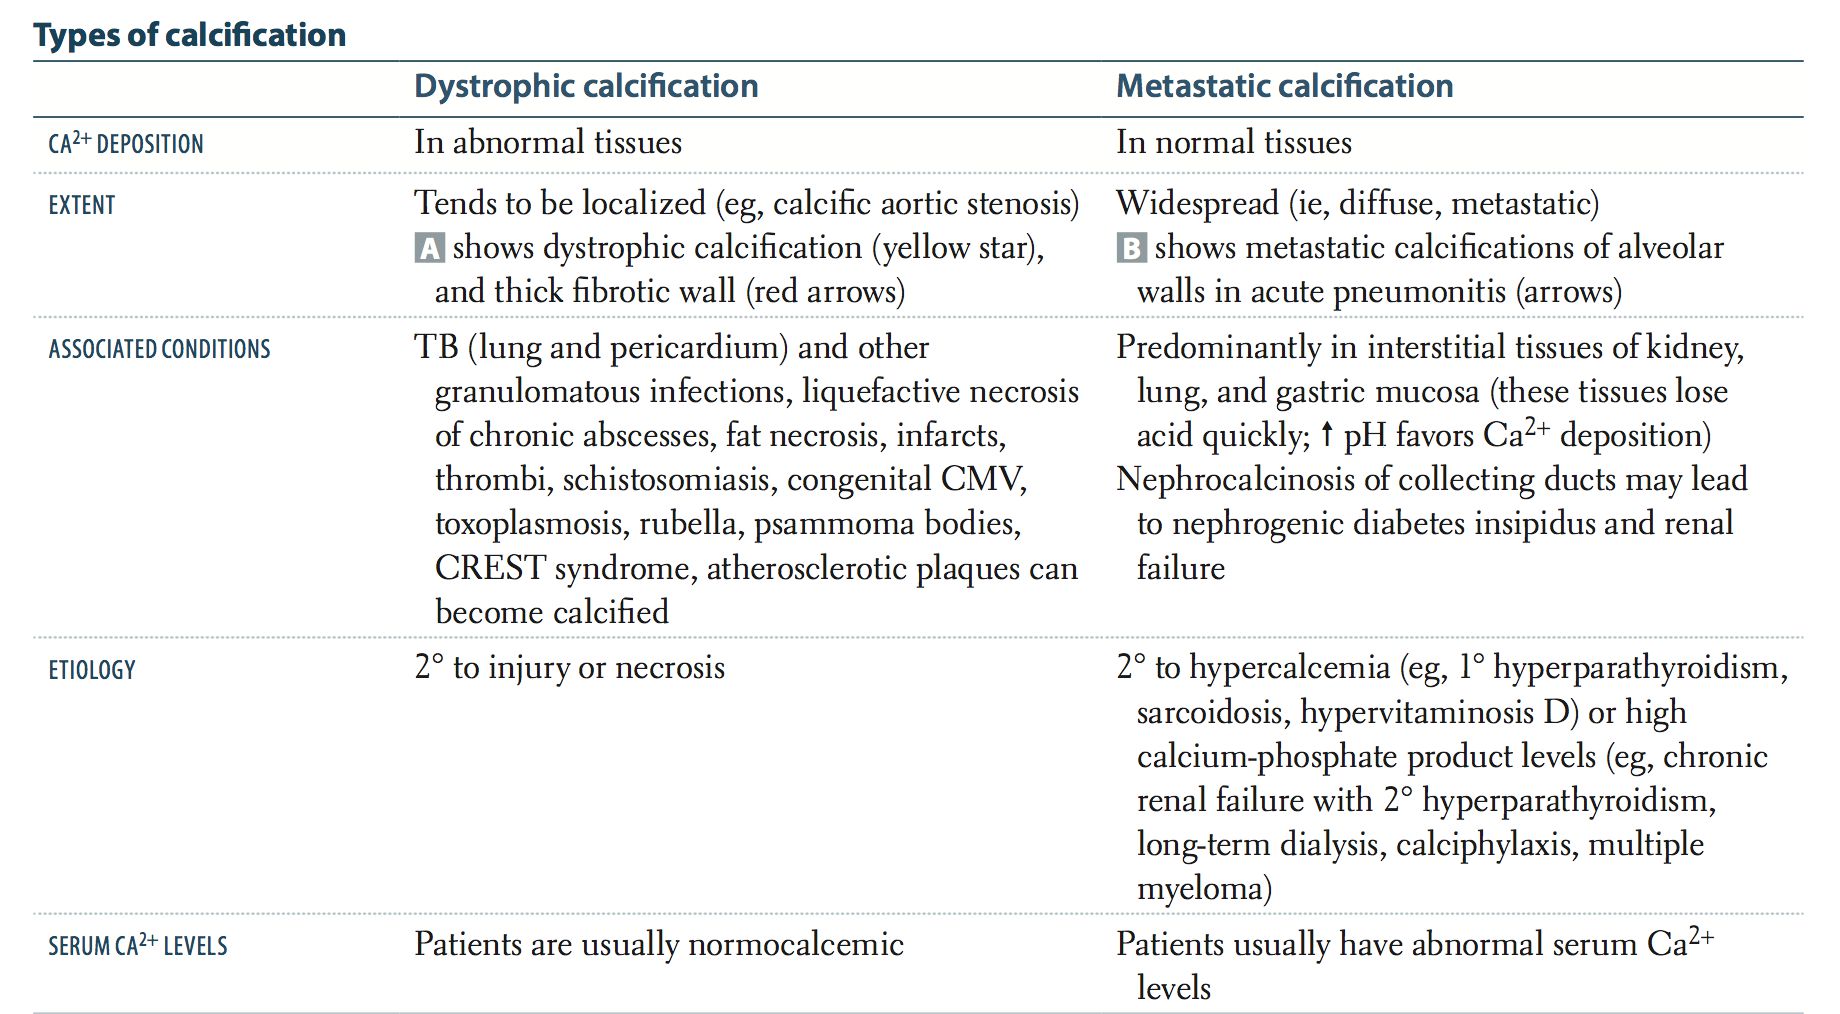 Types of calcification
Dystrophic calcification Metastatic calcification
CA2+ DEPOSITION In abnormal tissues In normal tissues
EXTENT Tends to be localized (eg, calcific aortic stenosis) Widespread (ie, diffuse, metastatic)
A shows dystrophic calcification (yellow star), B shows metastatic calcifications of alveolar
and thick fibrotic wall (red arrows) walls in acute pneumonitis (arrows)
ASSOCIATED CONDITIONS TB (lung and pericardium) and other Predominantly in interstitial tissues of kidney,
granulomatous infections, liquefactive necrosis lung, and gastric mucosa (these tissues lose
of chronic abscesses, fat necrosis, infarcts, acid quickly; ↑ pH favors Ca2+ deposition)
thrombi, schistosomiasis, congenital CMV, Nephrocalcinosis of collecting ducts may lead
toxoplasmosis, rubella, psammoma bodies, to nephrogenic diabetes insipidus and renal
CREST syndrome, atherosclerotic plaques can failure
become calcified
ETIOLOGY 2° to injury or necrosis 2° to hypercalcemia (eg, 1° hyperparathyroidism,
sarcoidosis, hypervitaminosis D) or high
calcium-phosphate product levels (eg, chronic
renal failure with 2° hyperparathyroidism,
long-term dialysis, calciphylaxis, multiple
myeloma)
SERUM CA2+ LEVELS Patients are usually normocalcemic Patients usually have abnormal serum Ca2+
levels